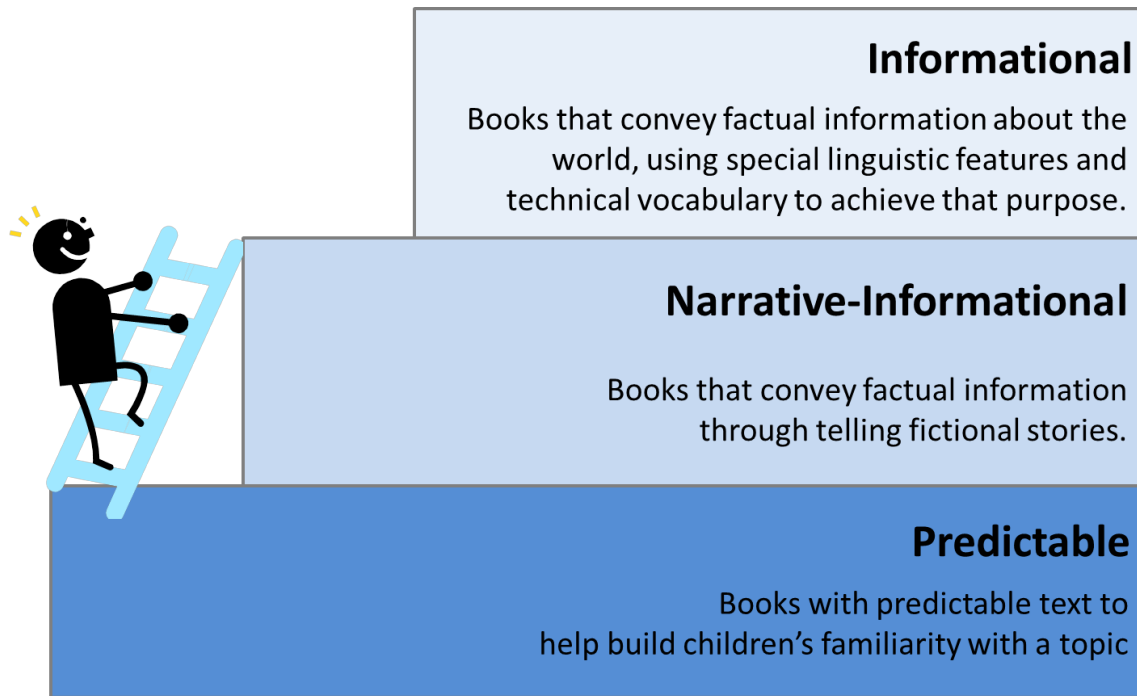 Informational
Books that convey factual information about the
world, using special linguistic features and
technical vocabulary to achieve that purpose.
Narrative-Informational
Books that convey factual information
through telling fictional stories.
Predictable
Books with predictable text to
help build children’s familiarity with a topic